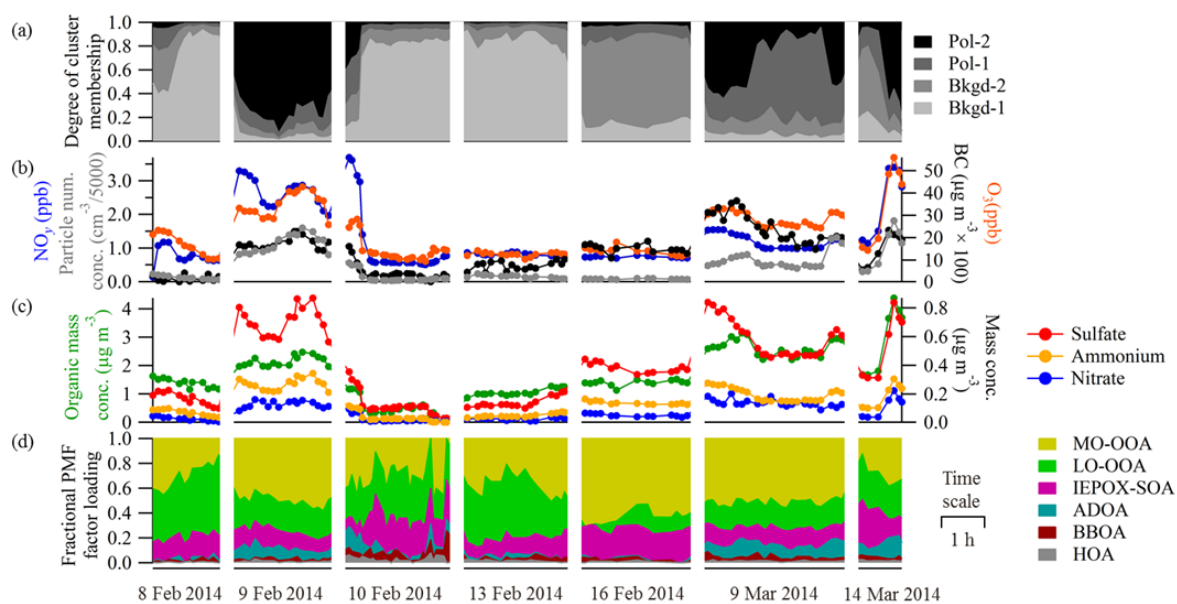 (a)
Degree of cluster
membership
1.0
0.8
0.6
0.4
0.2
0.0
Pol-2
Pol-1
Bkgd-2
Bkgd-1
(b)
NOy (ppb)
Particle num.
conc. (cm-3/5000)
3.0
2.0
1.0
0.0
50
40
30
20
10
0
BC (μg m-3 × 100)
O3(ppb)
(c)
Organic mass
conc. (μg m-3)
4
3
2
1
0
0.8
0.6
0.4
0.2
0.0
Mass conc.
(μg m-3)
Sulfate
Ammonium
Nitrate
(d)
Fractional PMF
factor loading
1.0
0.8
0.6
0.4
0.2
0.0
Time
scale
1 h
MO-OOA
LO-OOA
IEPOX-SOA
ADOA
BBOA
HOA
8 Feb 2014
9 Feb 2014
10 Feb 2014
13 Feb 2014
16 Feb 2014
9 Mar 2014
14 Mar 2014